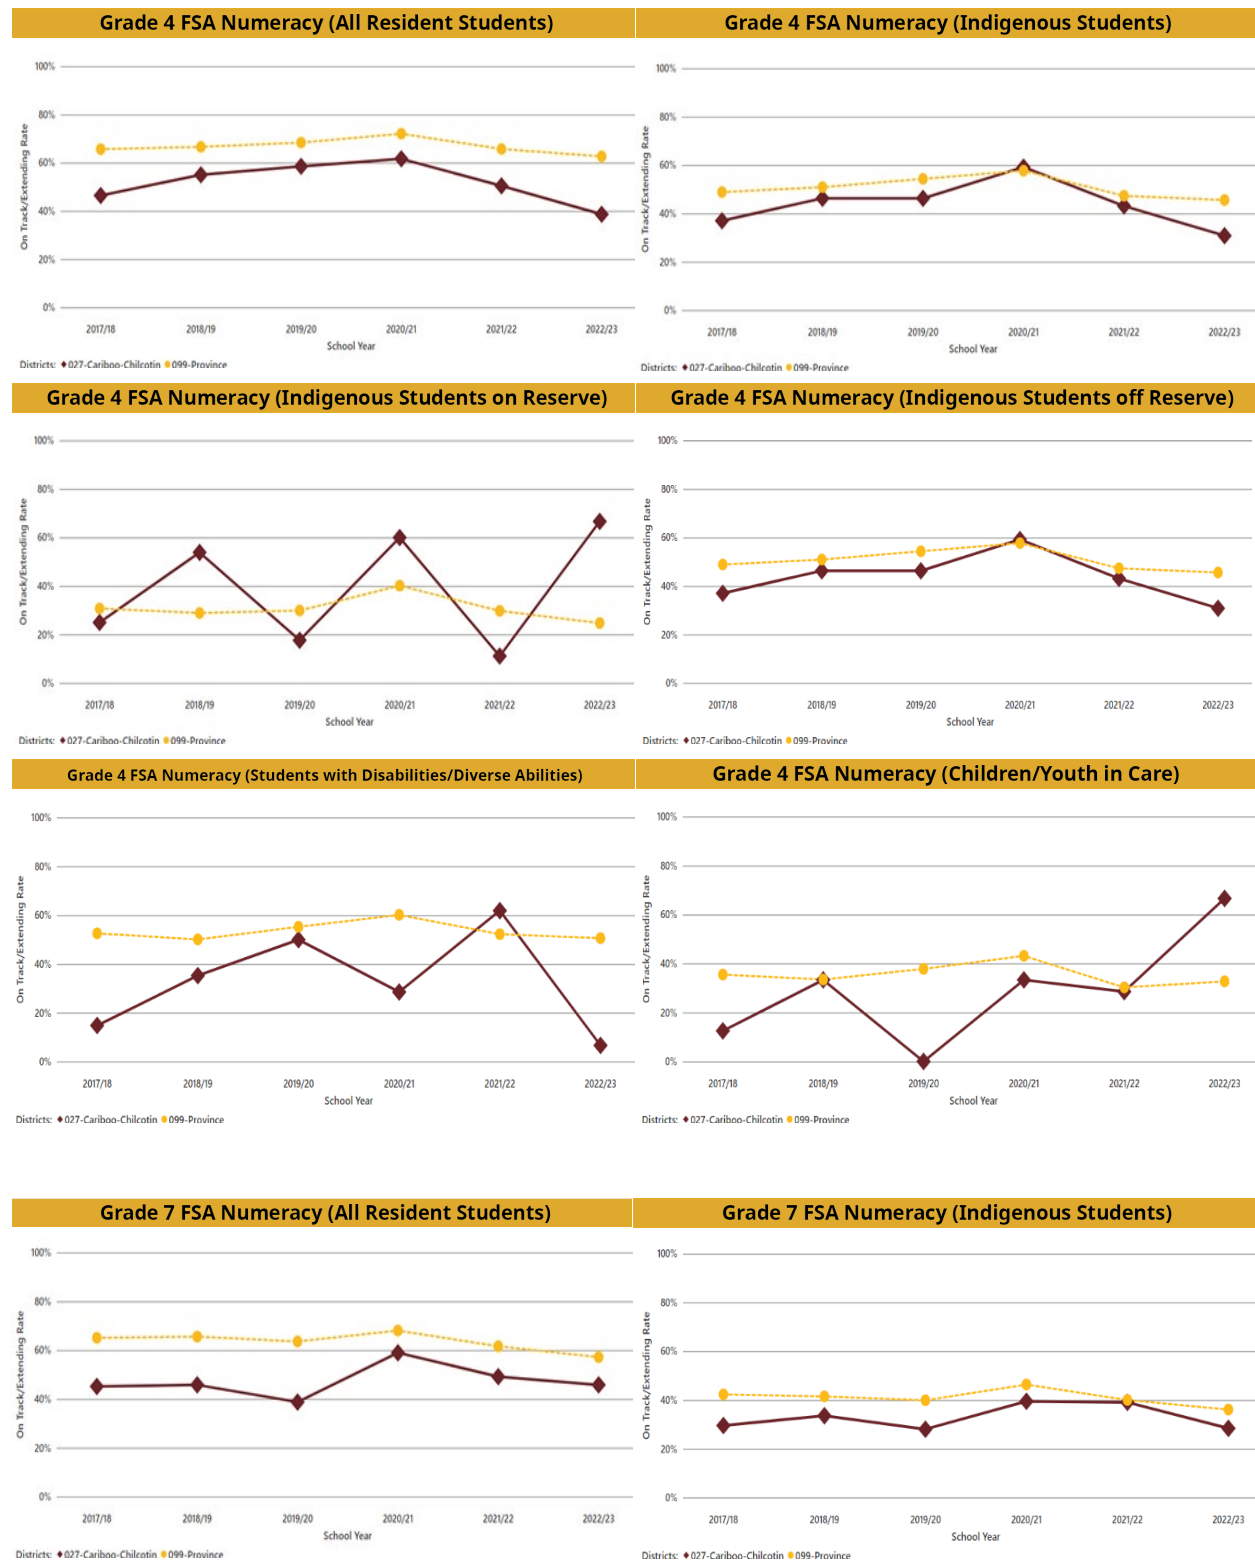 Grade 4 FSA Numeracy (All Resident Students)
100%
80%
60%
40%
20%
0%
On Track/Extending Rate
2017/18 2018/19 2019/20 2020/21 2021/22 2022/23
School Year
Districts: 027-Cariboo-Chilcotin 099-Province
Grade 4 FSA Numeracy (Indigenous Students)
100%
80%
60%
40%
20%
0%
On Track/Extending Rate
2017/18 2018/19 2019/20 2020/21 2021/22 2022/23
School Year
Districts: 027-Cariboo-Chilcotin 099-Province
Grade 4 FSA Numeracy (Indigenous Students on Reserve)
100%
80%
60%
40%
20%
0%
On Track/Extending Rate
2017/18 2018/19 2019/20 2020/21 2021/22 2022/23
School Year
Districts: 027-Cariboo-Chilcotin 099-Province
Grade 4 FSA Numeracy (Indigenous Students off Reserve)
100%
80%
60%
40%
20%
0%
On Track/Extending Rate
2017/18 2018/19 2019/20 2020/21 2021/22 2022/23
School Year
Districts: 027-Cariboo-Chilcotin 099-Province
Grade 4 FSA Numeracy (Students with Disabilities/Diverse Abilities)
100%
80%
60%
40%
20%
0%
On Track/Extending Rate
2017/18 2018/19 2019/20 2020/21 2021/22 2022/23
School Year
Districts: 027-Cariboo-Chilcotin 099-Province
Grade 4 FSA Numeracy (Children/Youth in Care)
100%
80%
60%
40%
20%
0%
On Track/Extending Rate
2017/18 2018/19 2019/20 2020/21 2021/22 2022/23
School Year
Districts: 027-Cariboo-Chilcotin 099-Province
Grade 7 FSA Numeracy (All Resident Students)
100%
80%
60%
40%
20%
0%
On Track/Extending Rate
2017/18 2018/19 2019/20 2020/21 2021/22 2022/23
School Year
Districts: 027-Cariboo-Chilcotin 099-Province
Grade 7 FSA Numeracy (Indigenous Students)
100%
80%
60%
40%
20%
0%
On Track/Extending Rate
2017/18 2018/19 2019/20 2020/21 2021/22 2022/23
School Year
Districts: 027-Cariboo-Chilcotin 099-Province